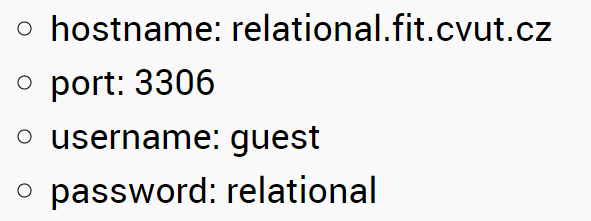 hostname: relational.fit.cvut.cz
port: 3306
username: guest
password: relational